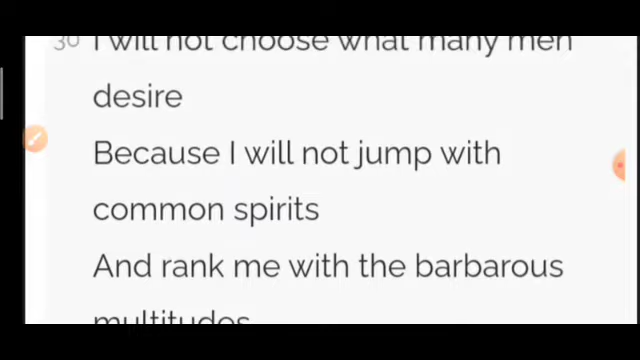 30 I will not choose what many men
desire
Because I will not jump with
common spirits
And rank me with the barbarous
multitudes